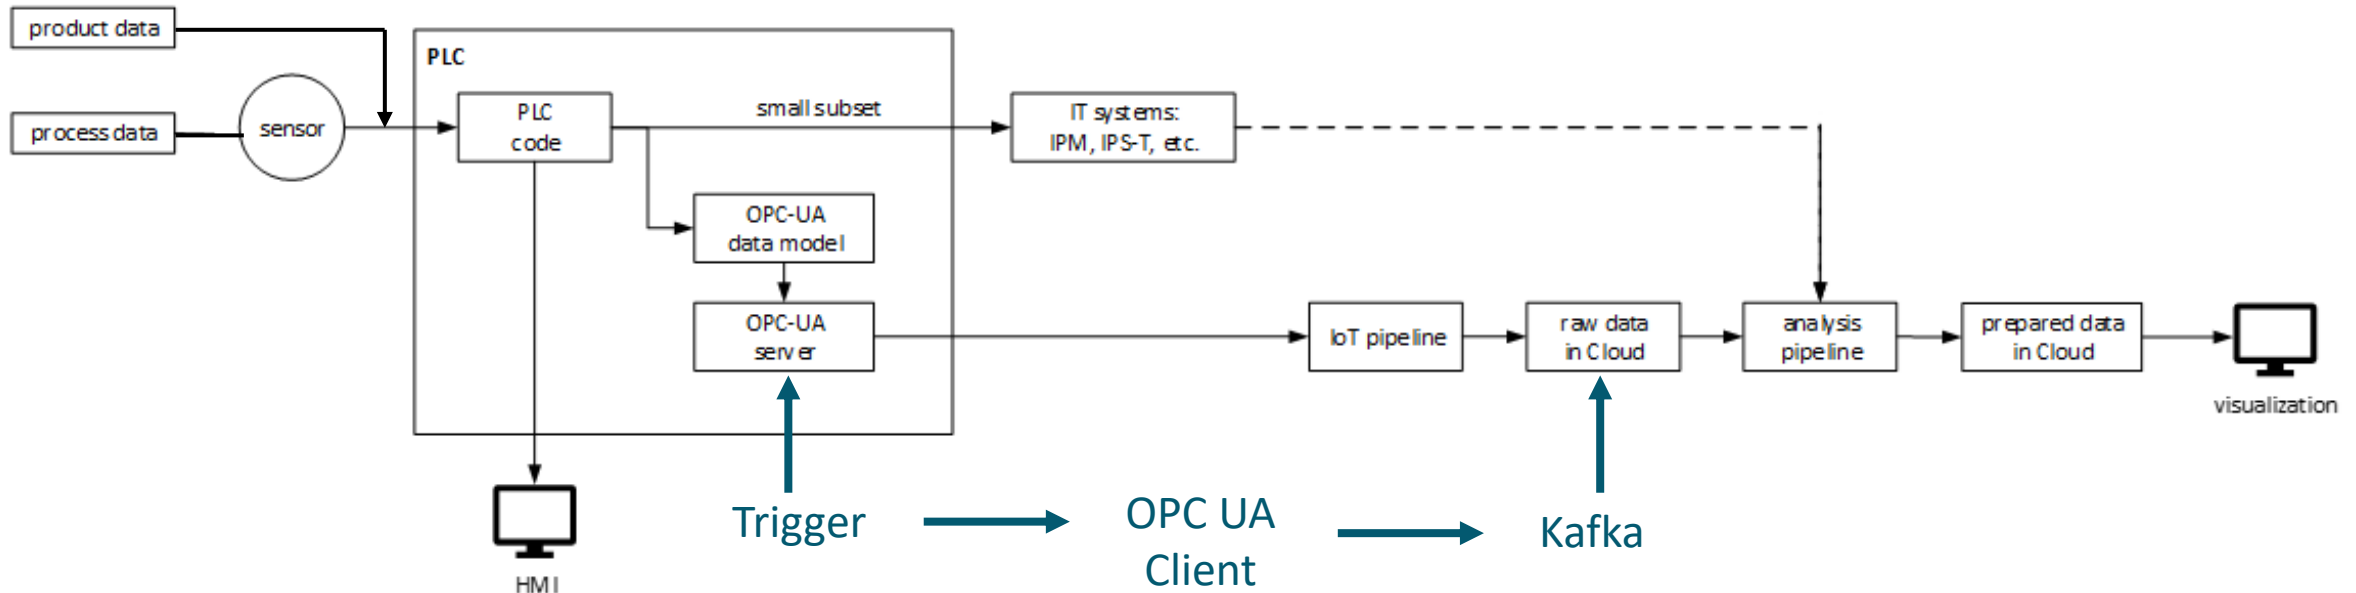 product data
PLC
process data
sensor
PLC
code
small subset
IT systems:
IPM, IPS-T, etc.
OPC-UA
data model
OPC-UA
server
IoT pipeline
raw data
in Cloud
analysis
pipeline
prepared data
in Cloud
visualization
Trigger
OPC UA
Client
Kafka
HMI